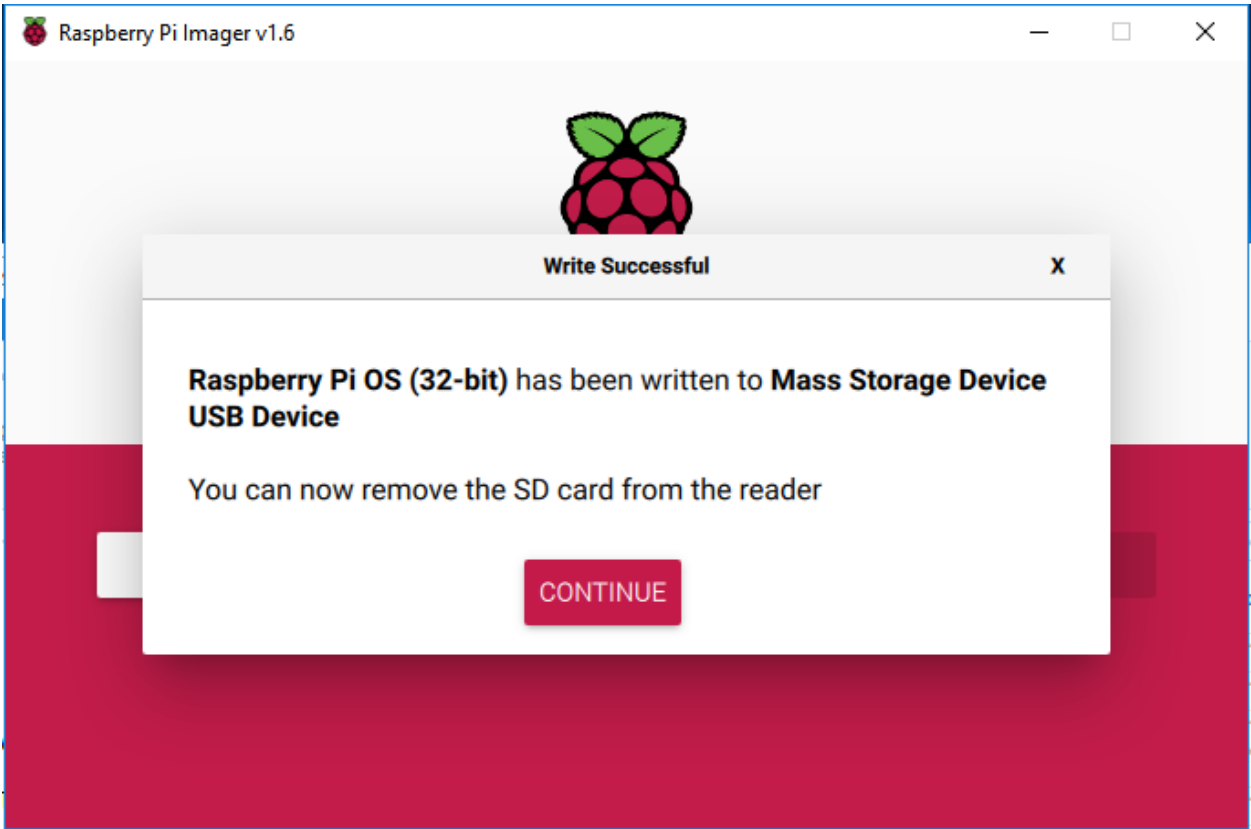 Raspberry Pi Imager v1.6
Write Successful
X
Raspberry Pi OS (32-bit) has been written to Mass Storage Device
USB Device
You can now remove the SD card from the reader
CONTINUE